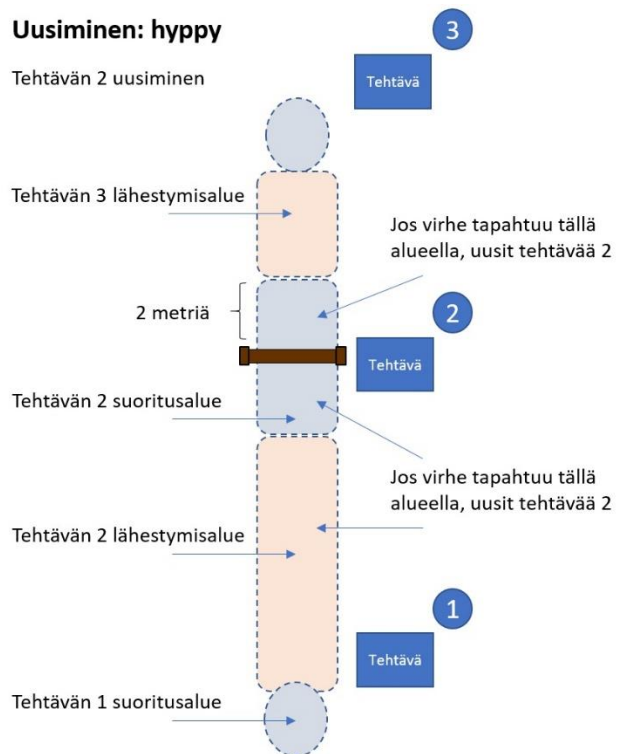 Uusiminen: hyppy
3
Tehtävän 2 uusiminen
Tehtävä
Tehtävän 3 lähestymisalue
Jos virhe tapahtuu tällä
alueella, uusit tehtävää 2
2 metriä
2
Tehtävä
Tehtävän 2 suoritusalue
Jos virhe tapahtuu tällä
alueella, uusit tehtävää 2
Tehtävän 2 lähestymisalue
1
Tehtävä
Tehtävän 1 suoritusalue